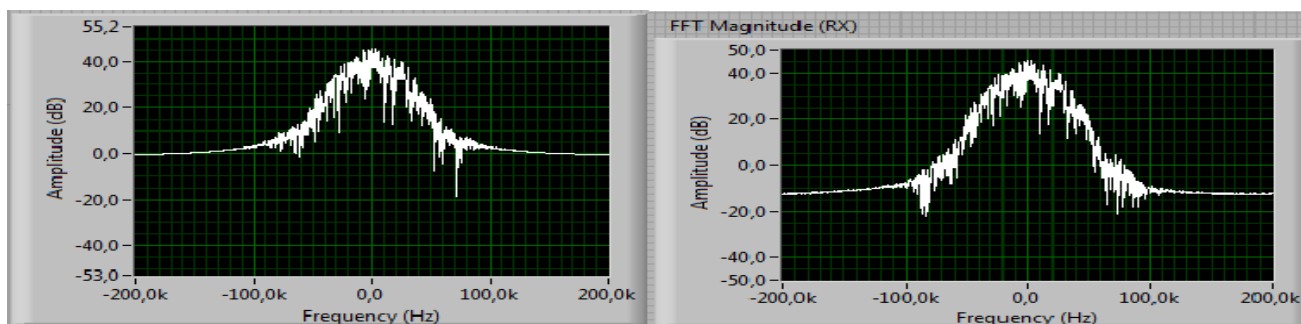 55,2
40,0
20,0
0,0
-20,0
-40,0
-53,0
Amplitude (dB)
-200,0k -100,0k 0,0 100,0k 200,0k
Frequency (Hz)
FFT Magnitude (RX)
50,0
40,0
20,0
0,0
-20,0
-40,0
-50,0
Amplitude (dB)
-200,0k -100,0k 0,0 100,0k 200,0k
Frequency (Hz)